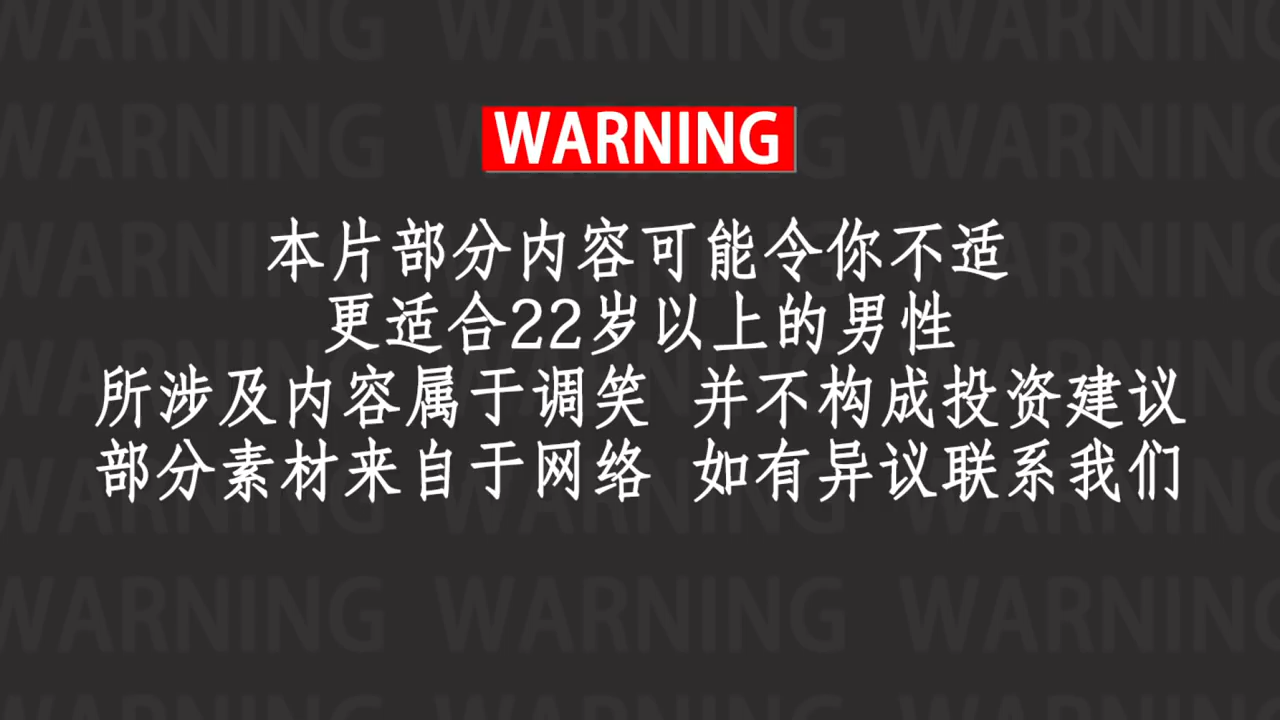 WARNING
本片部分内容可能令你不适
更适合22岁以上的男性
所涉及内容属于调笑 并不构成投资建议
部分素材来自于网络 如有异议联系我们